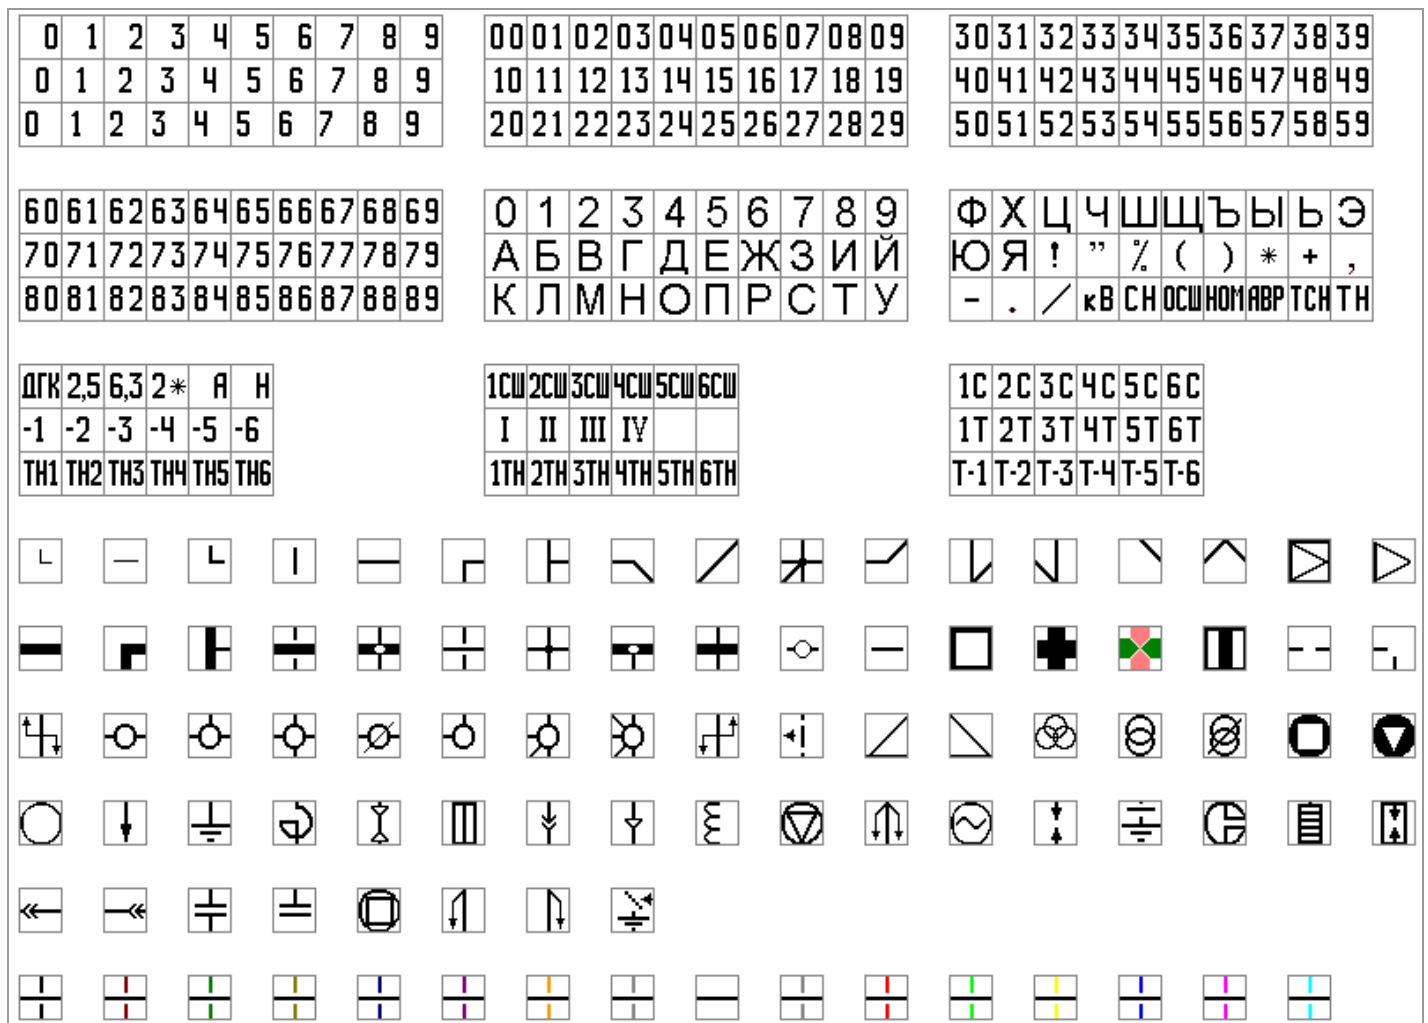 0 1 2 3 4 5 6 7 8 9
0 1 2 3 4 5 6 7 8 9
0 1 2 3 4 5 6 7 8 9
00 01 02 03 04 05 06 07 08 09
10 11 12 13 14 15 16 17 18 19
20 21 22 23 24 25 26 27 28 29
30 31 32 33 34 35 36 37 38 39
40 41 42 43 44 45 46 47 48 49
50 51 52 53 54 55 56 57 58 59
60 61 62 63 64 65 66 67 68 69
70 71 72 73 74 75 76 77 78 79
80 81 82 83 84 85 86 87 88 89
0 1 2 3 4 5 6 7 8 9
А Б В Г Д Е Ж З И Й
К Л М Н О П Р С Т У
Ф Х Ц Ч Ш Щ Ъ Ы Ь Э
Ю Я ! ” % ( ) * + ,
- . / кВ СН ОСШ НОМ АВР ТСН ТН
ДГК 2,5 6,3 2* А Н
-1 -2 -3 -4 -5 -6
ТН1 ТН2 ТН3 ТН4 ТН5 ТН6
1СШ 2СШ 3СШ 4СШ 5СШ 6СШ
I II III IV
1ТН 2ТН 3ТН 4ТН 5ТН 6ТН
1С 2С 3С 4С 5С 6С
1Т 2Т 3Т 4Т 5Т 6Т
Т-1 Т-2 Т-3 Т-4 Т-5 Т-6